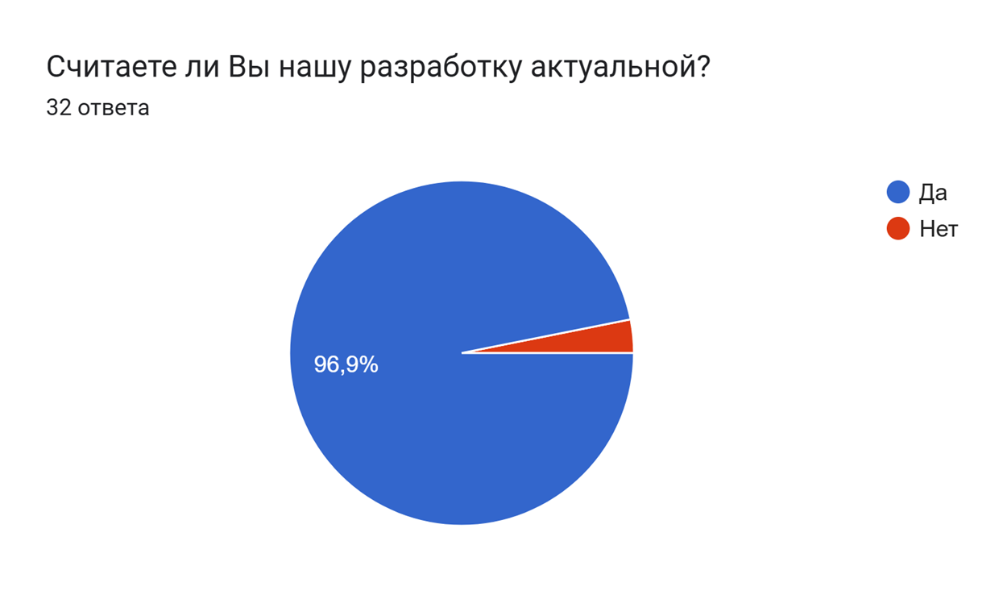 Считаете ли Вы нашу разработку актуальной?
32 ответа
Да
Нет
96,9%